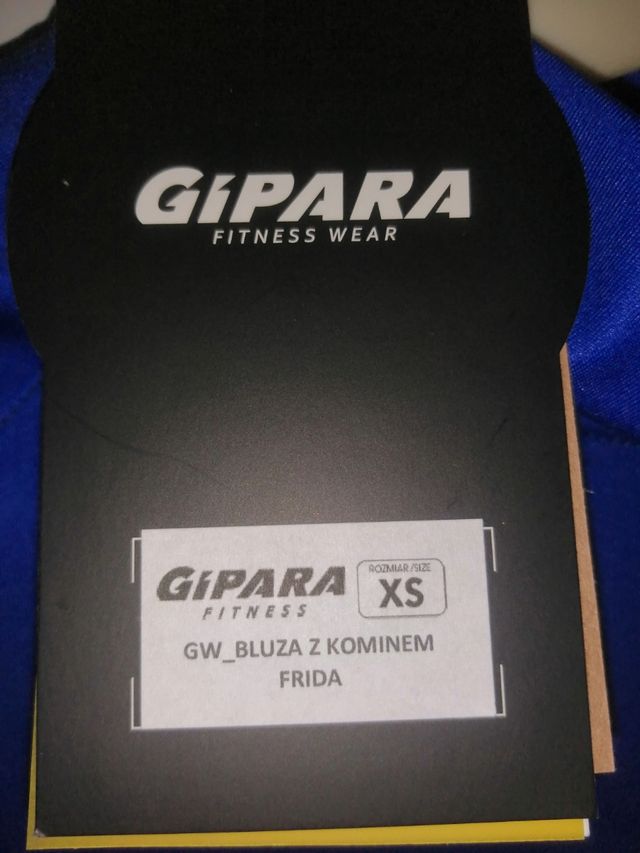 GiPARA
FITNESS WEAR
GiPARA
FITNESS
ROZMIAR/SIZE
XS
GW_BLUZA Z KOMINEM
FRIDA